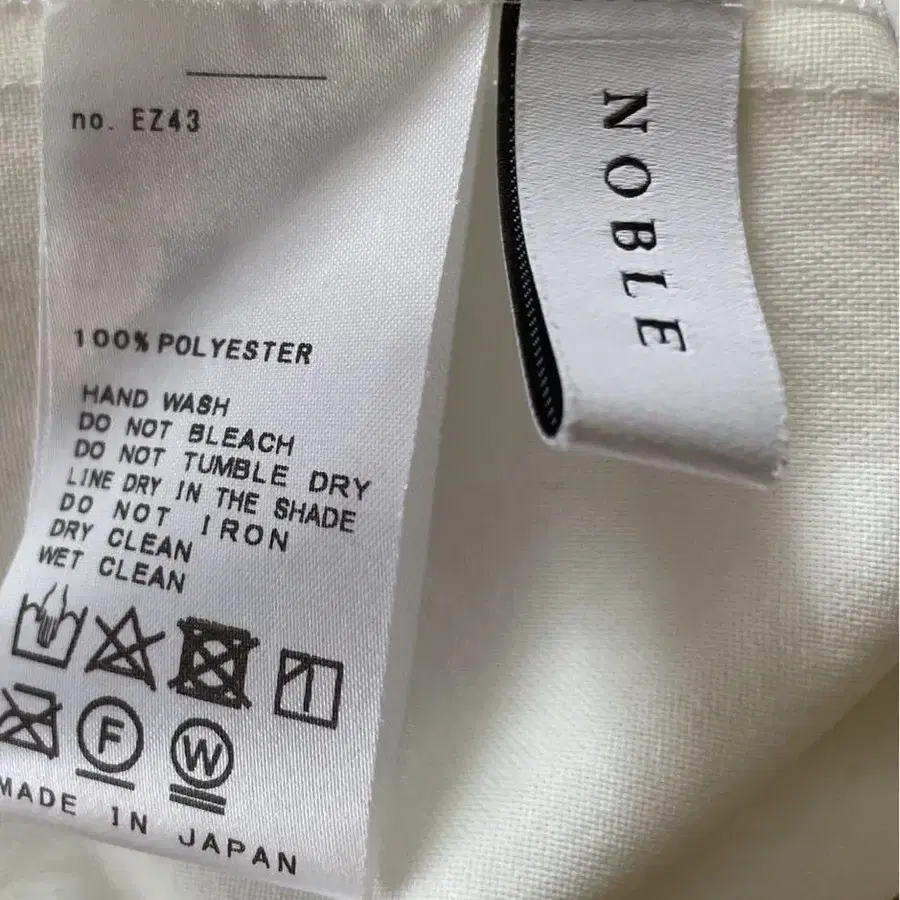 no. EZ43
100% POLYESTER
HAND WASH
DO NOT BLEACH
DO NOT TUMBLE DRY
LINE DRY IN THE SHADE
DO NOT IRON
DRY CLEAN
WET CLEAN
F
W
MADE IN JAPAN
NOBLE